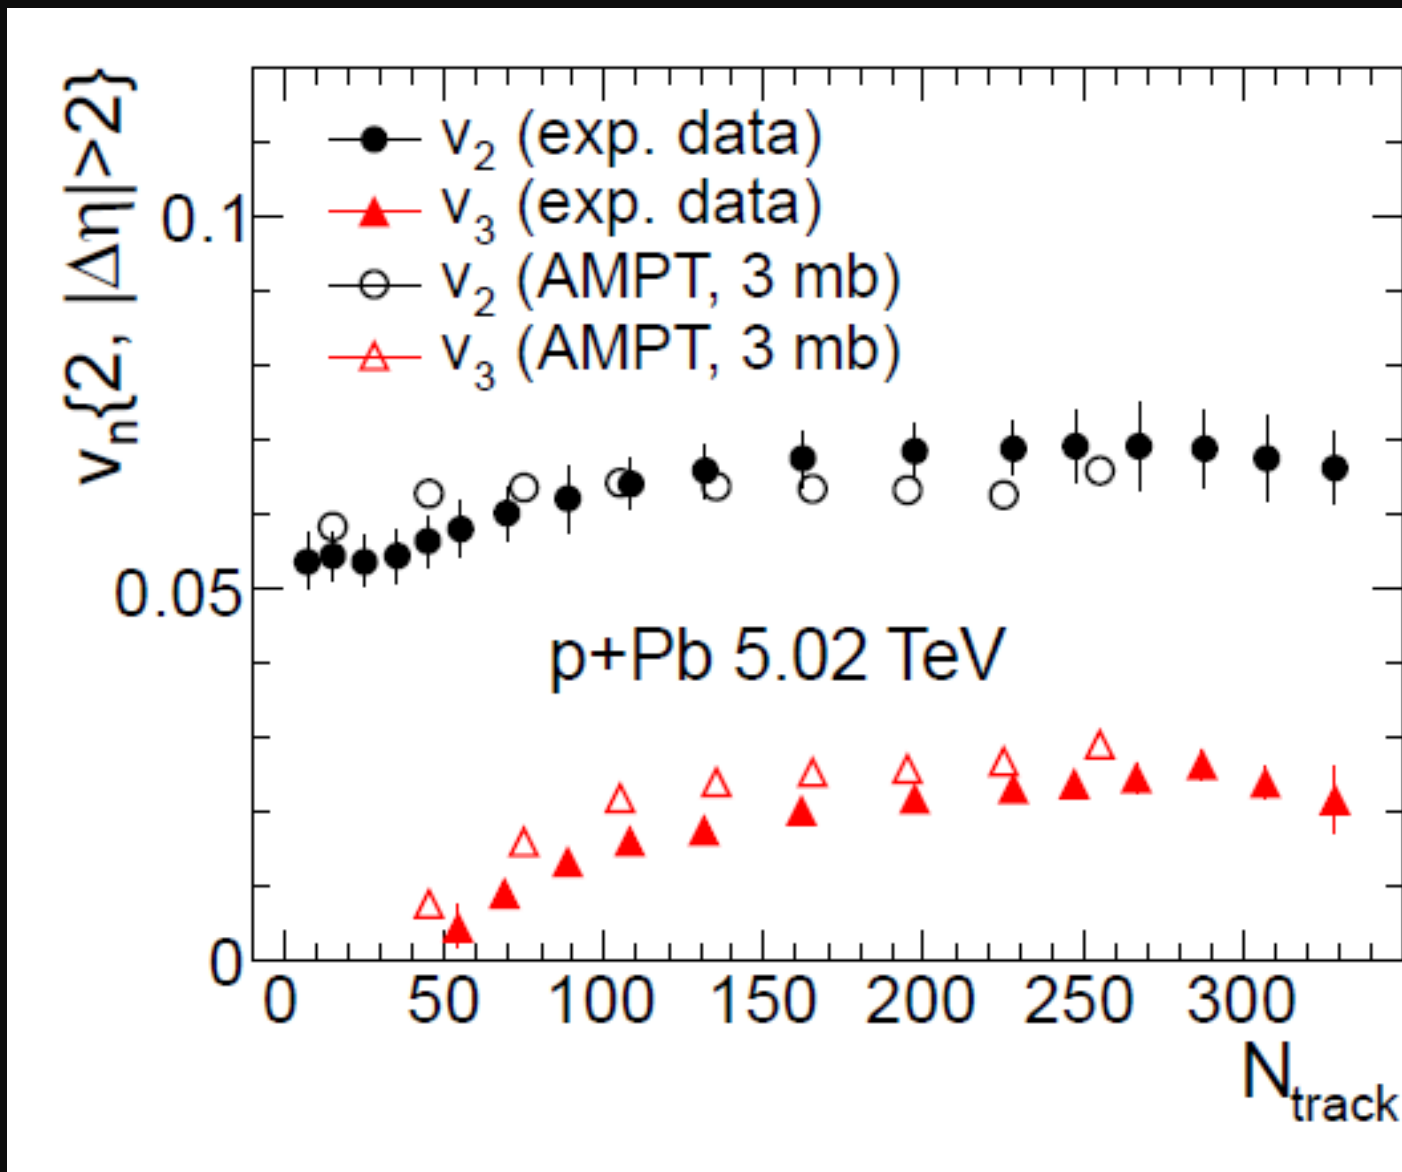 v2 (exp. data)
v3 (exp. data)
v2 (AMPT, 3 mb)
v3 (AMPT, 3 mb)
vn{2, |Δη|>2}
0.1
0.05
0
p+Pb 5.02 TeV
0 50 100 150 200 250 300
Ntrack